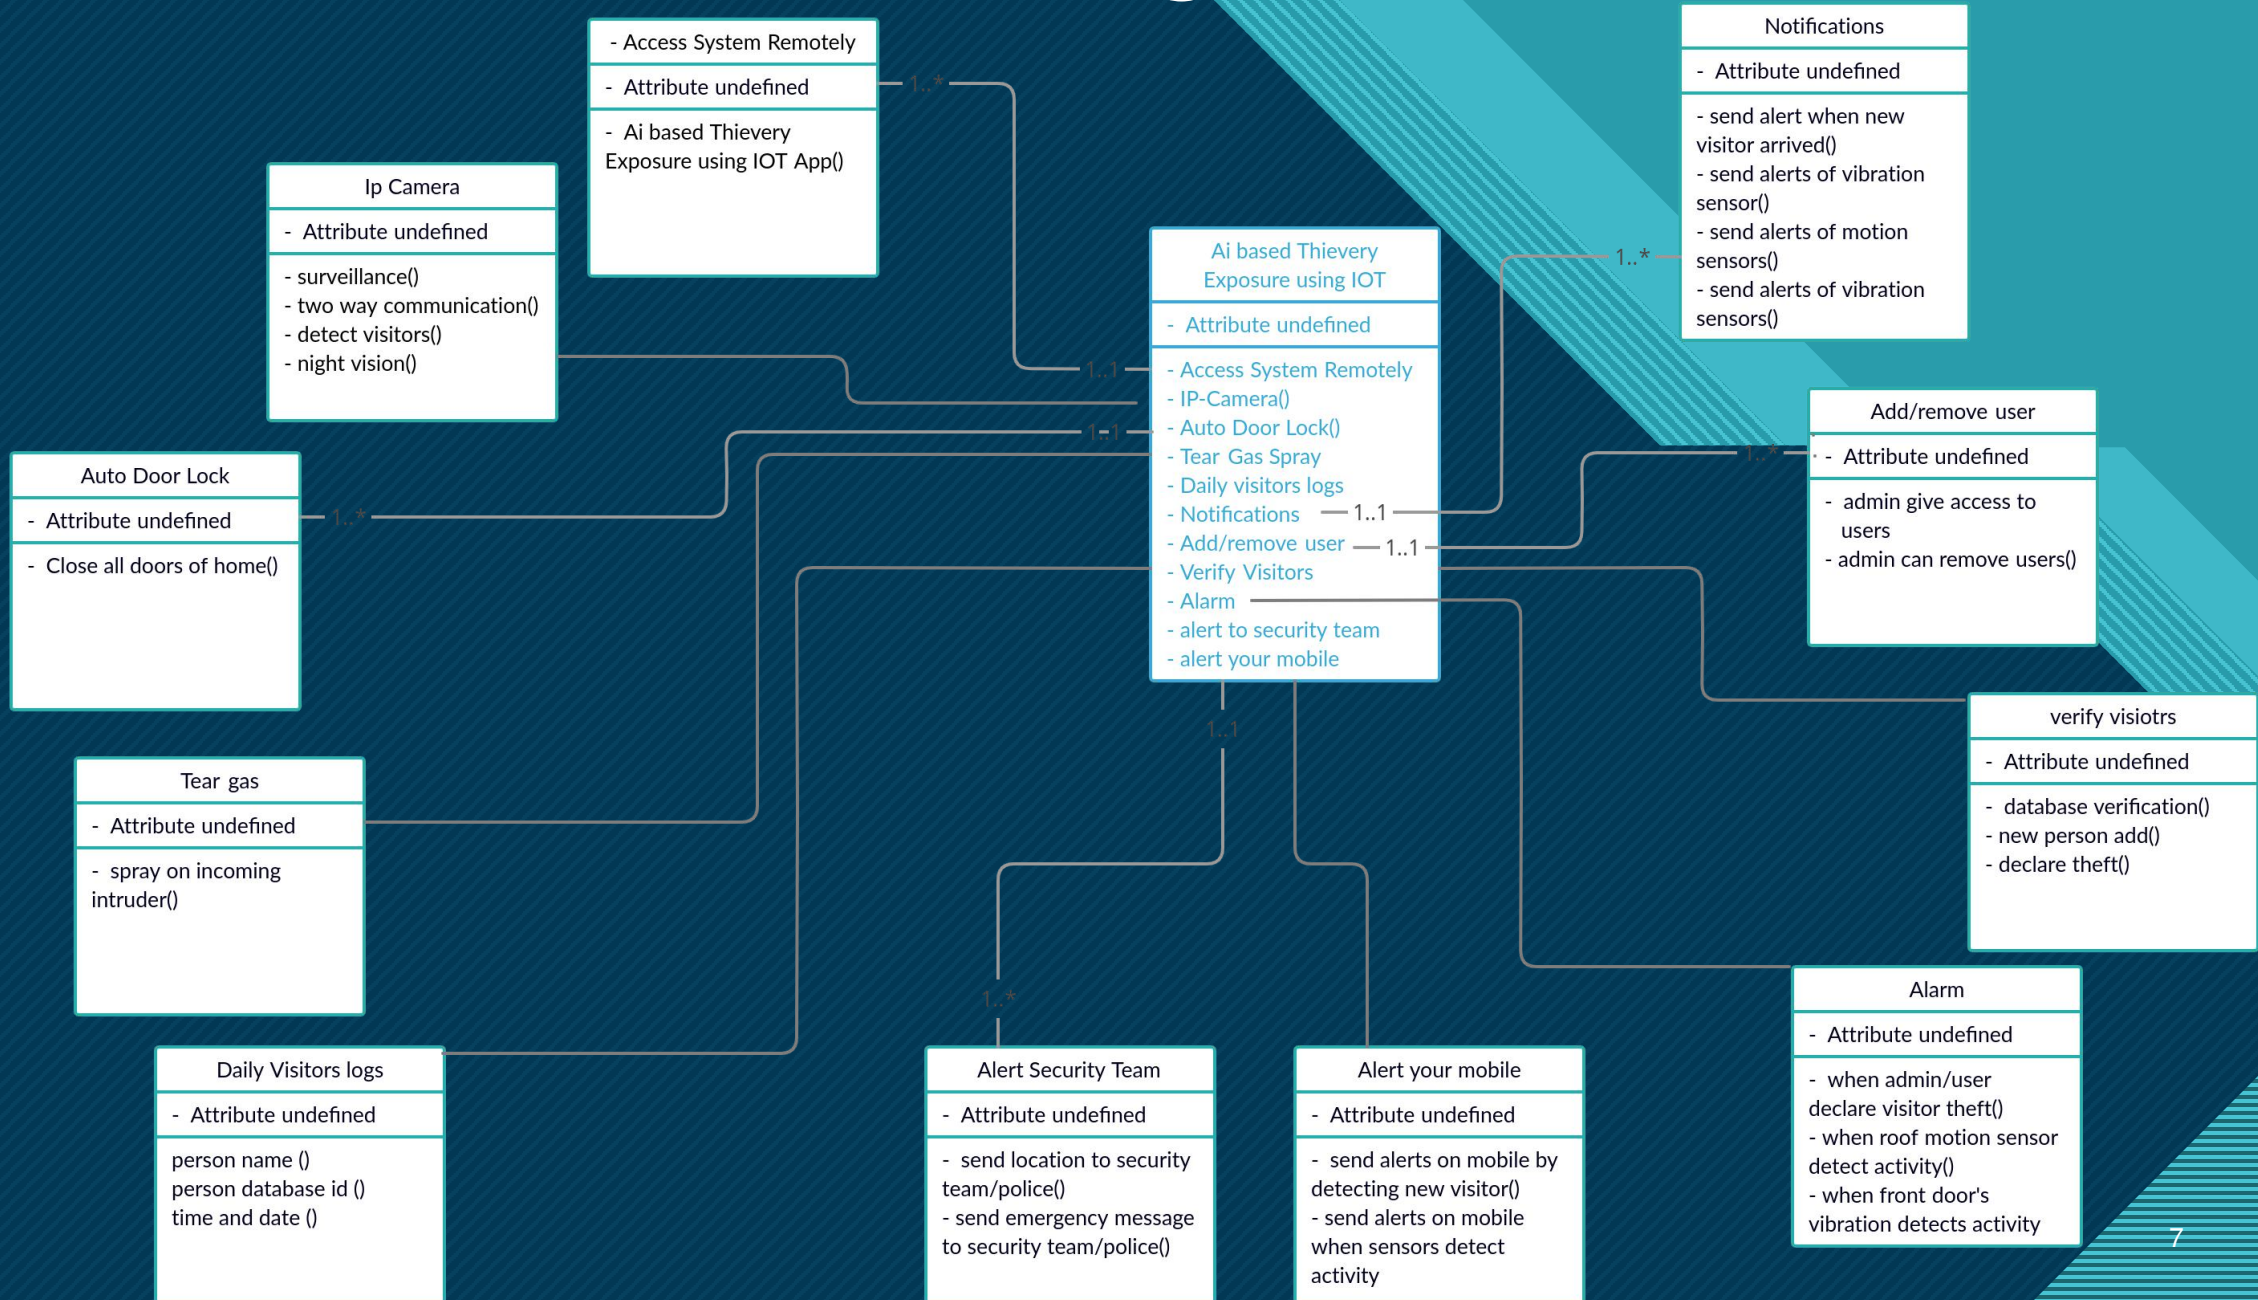 - Access System Remotely
- Attribute undefined
- Ai based Thievery
Exposure using IOT App()
1..*
1..1
Notifications
- Attribute undefined
- send alert when new
visitor arrived()
- send alerts of vibration
sensor()
- send alerts of motion
sensors()
- send alerts of vibration
sensors()
1..*
Ip Camera
- Attribute undefined
- surveillance()
- two way communication()
- detect visitors()
- night vision()
Ai based Thievery
Exposure using IOT
- Attribute undefined
- Access System Remotely
- IP-Camera()
- Auto Door Lock()
- Tear Gas Spray
- Daily visitors logs
- Notifications
- Add/remove user
- Verify Visitors
- Alarm
- alert to security team
- alert your mobile
1..1
1..1
1..1
1..1
Add/remove user
- Attribute undefined
- admin give access to
users
- admin can remove users()
1..*
Auto Door Lock
- Attribute undefined
- Close all doors of home()
1..*
verify visiotrs
- Attribute undefined
- database verification()
- new person add()
- declare theft()
Tear gas
- Attribute undefined
- spray on incoming
intruder()
Alarm
- Attribute undefined
- when admin/user
declare visitor theft()
- when roof motion sensor
detect activity()
- when front door's
vibration detects activity
Daily Visitors logs
- Attribute undefined
person name ()
person database id ()
time and date ()
1..*
Alert Security Team
- Attribute undefined
- send location to security
team/police()
- send emergency message
to security team/police()
Alert your mobile
- Attribute undefined
- send alerts on mobile by
detecting new visitor()
- send alerts on mobile
when sensors detect
activity
7